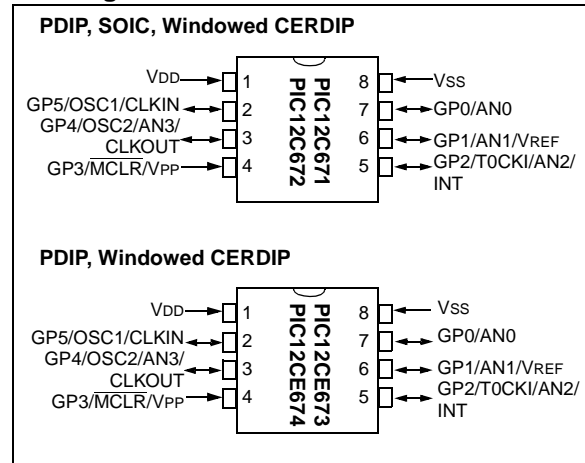 PDIP, SOIC, Windowed CERDIP
VDD
GP5/OSC1/CLKIN
GP4/OSC2/AN3/
CLKOUT
GP3/MCLR/VPP
1
2
3
4
PIC12C671
PIC12C672
8
7
6
5
VSS
GP0/AN0
GP1/AN1/VREF
GP2/T0CKI/AN2/
INT
PDIP, Windowed CERDIP
VDD
GP5/OSC1/CLKIN
GP4/OSC2/AN3/
CLKOUT
GP3/MCLR/VPP
1
2
3
4
PIC12CE673
PIC12CE674
8
7
6
5
VSS
GP0/AN0
GP1/AN1/VREF
GP2/T0CKI/AN2/
INT